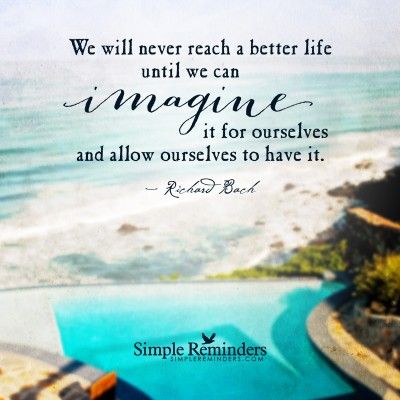 We will never reach a better life
until we can
imagine
it for ourselves
and allow ourselves to have it.
— Richard Bach
Simple Reminders
SIMPLEREMINDERS.COM